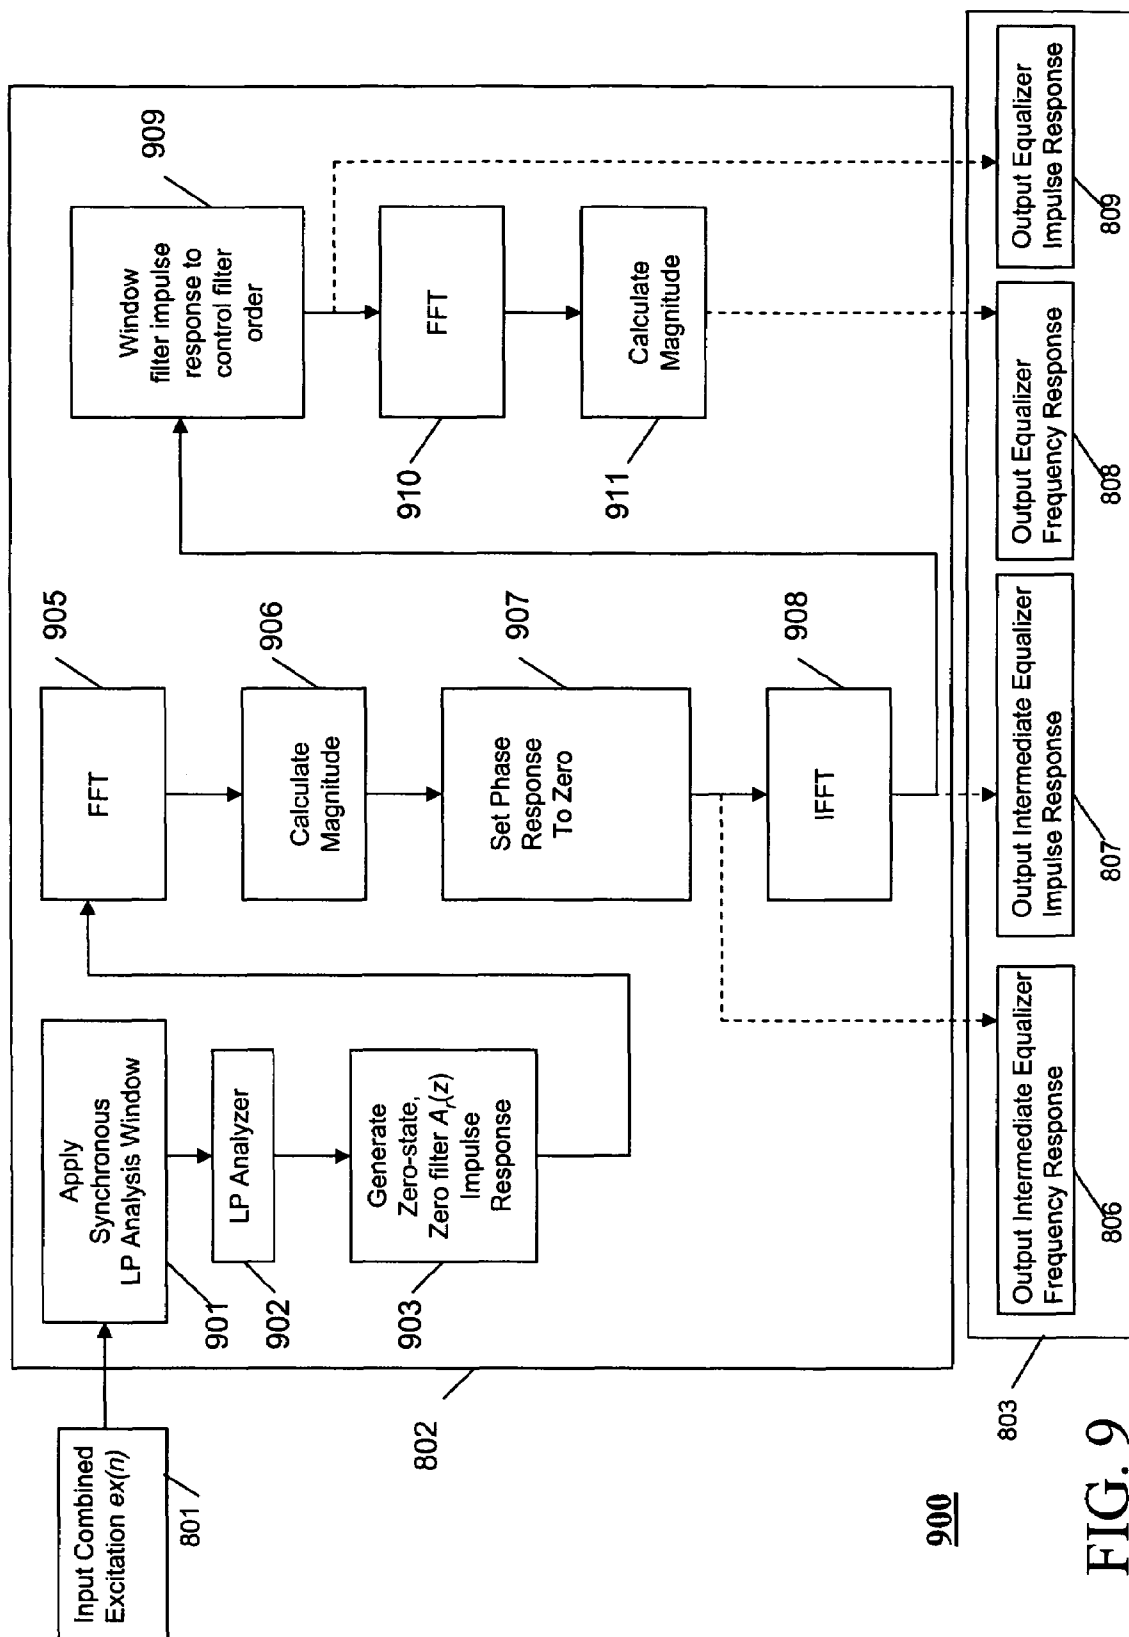 Input Combined
Excitation ex(n)
801
Apply
Synchronous
LP Analysis Window
901
LP Analyzer
902
Generate
Zero-state,
Zero filter Ar(z)
Impulse
Response
903
802
FFT
905
Calculate
Magnitude
906
Set Phase
Response
To Zero
907
IFFT
908
Window
filter impulse
response to
control filter
order
909
FFT
910
Calculate
Magnitude
911
Output Intermediate Equalizer
Frequency Response
806
Output Intermediate Equalizer
Impulse Response
807
Output Equalizer
Frequency Response
808
Output Equalizer
Impulse Response
809
803
900
FIG. 9